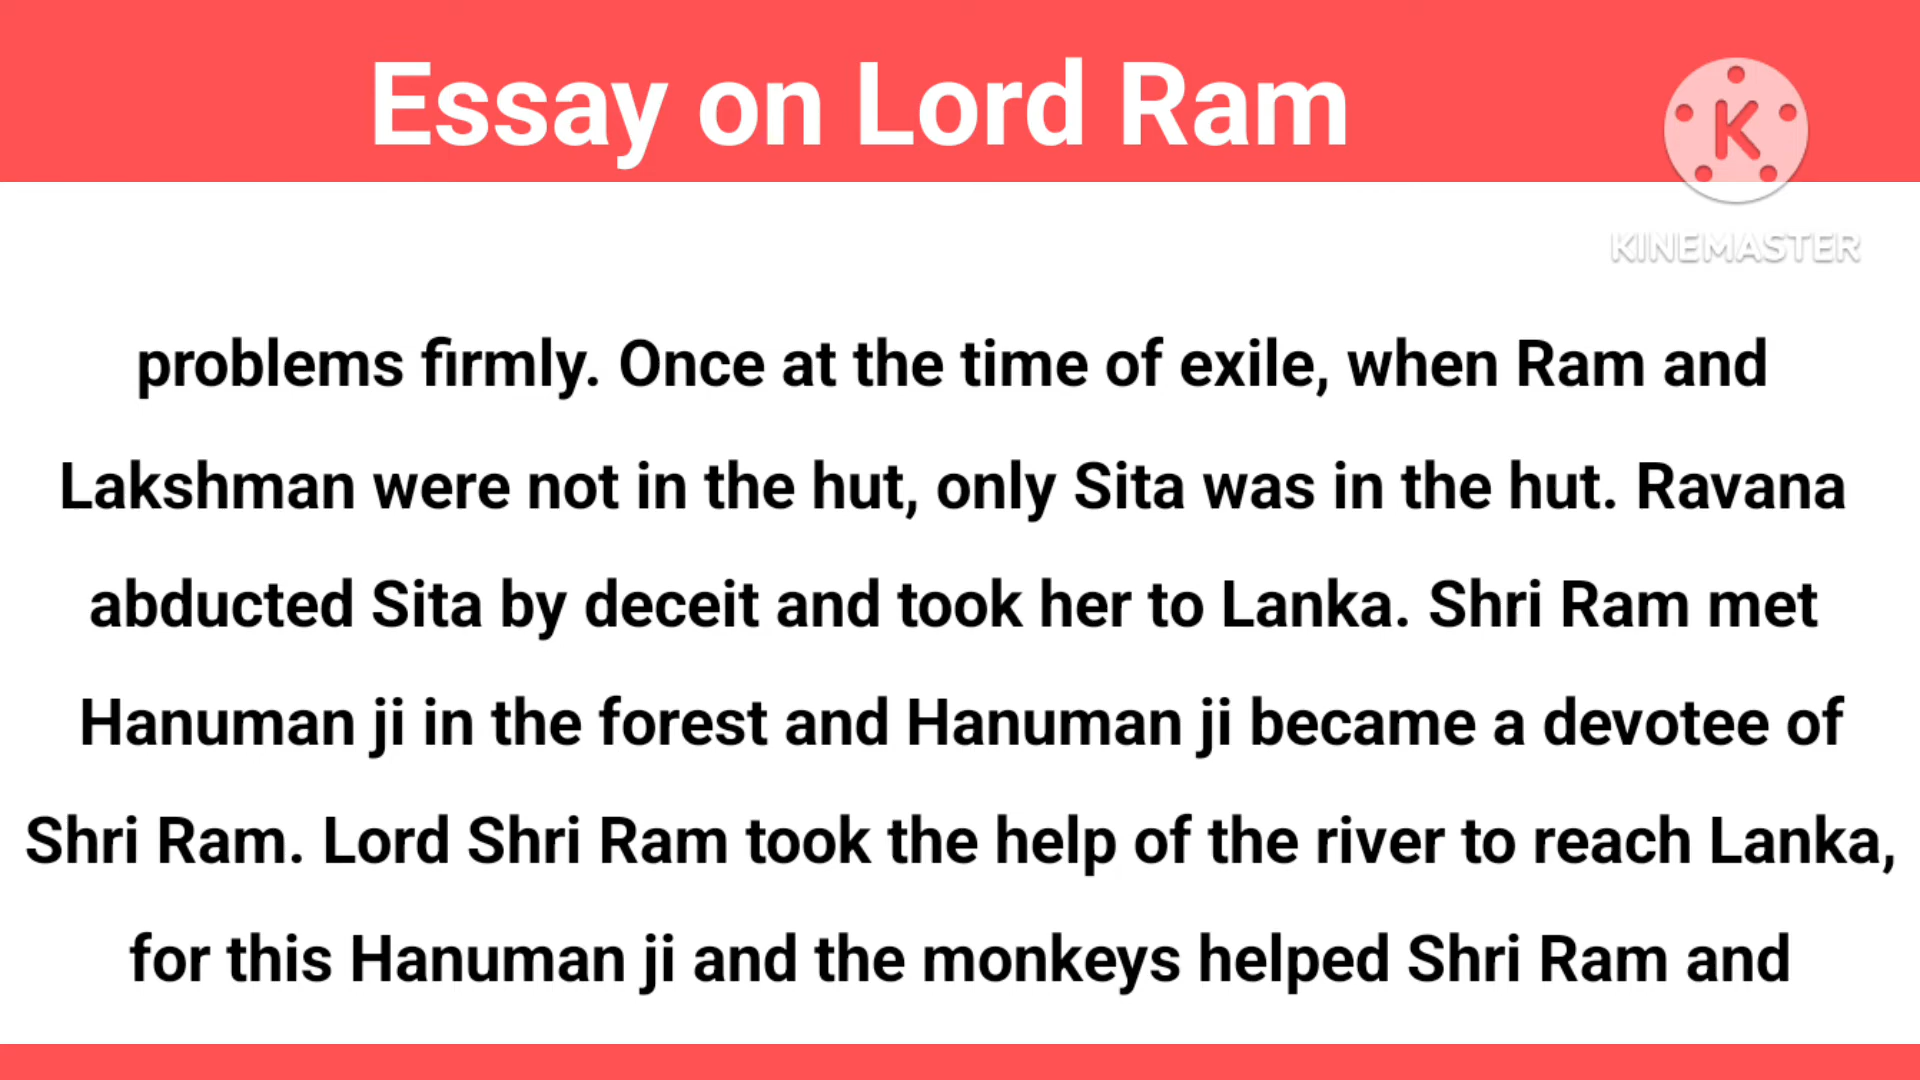 Essay on Lord Ram
K
KINEMASTER
problems firmly. Once at the time of exile, when Ram and
Lakshman were not in the hut, only Sita was in the hut. Ravana
abducted Sita by deceit and took her to Lanka. Shri Ram met
Hanuman ji in the forest and Hanuman ji became a devotee of
Shri Ram. Lord Shri Ram took the help of the river to reach Lanka,
for this Hanuman ji and the monkeys helped Shri Ram and